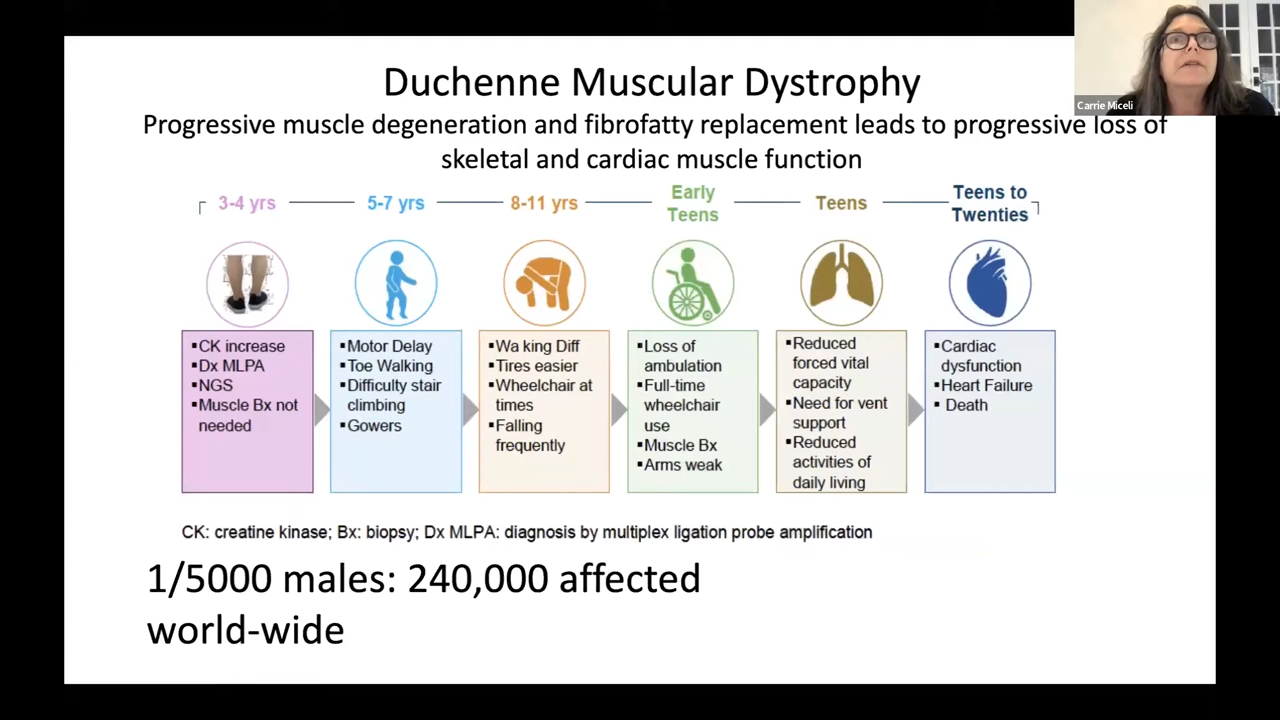 Duchenne Muscular Dystrophy
Progressive muscle degeneration and fibrofatty replacement leads to progressive loss of
skeletal and cardiac muscle function
Carrie Miceli
3-4 yrs
5-7 yrs
8-11 yrs
Early
Teens
Teens
Teens to
Twenties
▪CK increase
▪Dx MLPA
▪NGS
▪Muscle Bx not
needed
▪Motor Delay
▪Toe Walking
▪Difficulty stair
climbing
▪Gowers
▪Wa king Diff
▪Tires easier
▪Wheelchair at
times
▪Falling
frequently
▪Loss of
ambulation
▪Full-time
wheelchair
use
▪Muscle Bx
▪Arms weak
▪Reduced
forced vital
capacity
▪Need for vent
support
▪Reduced
activities of
daily living
▪Cardiac
dysfunction
▪Heart Failure
▪ Death
CK: creatine kinase; Bx: biopsy; Dx MLPA: diagnosis by multiplex ligation probe amplification
1/5000 males: 240,000 affected
world-wide